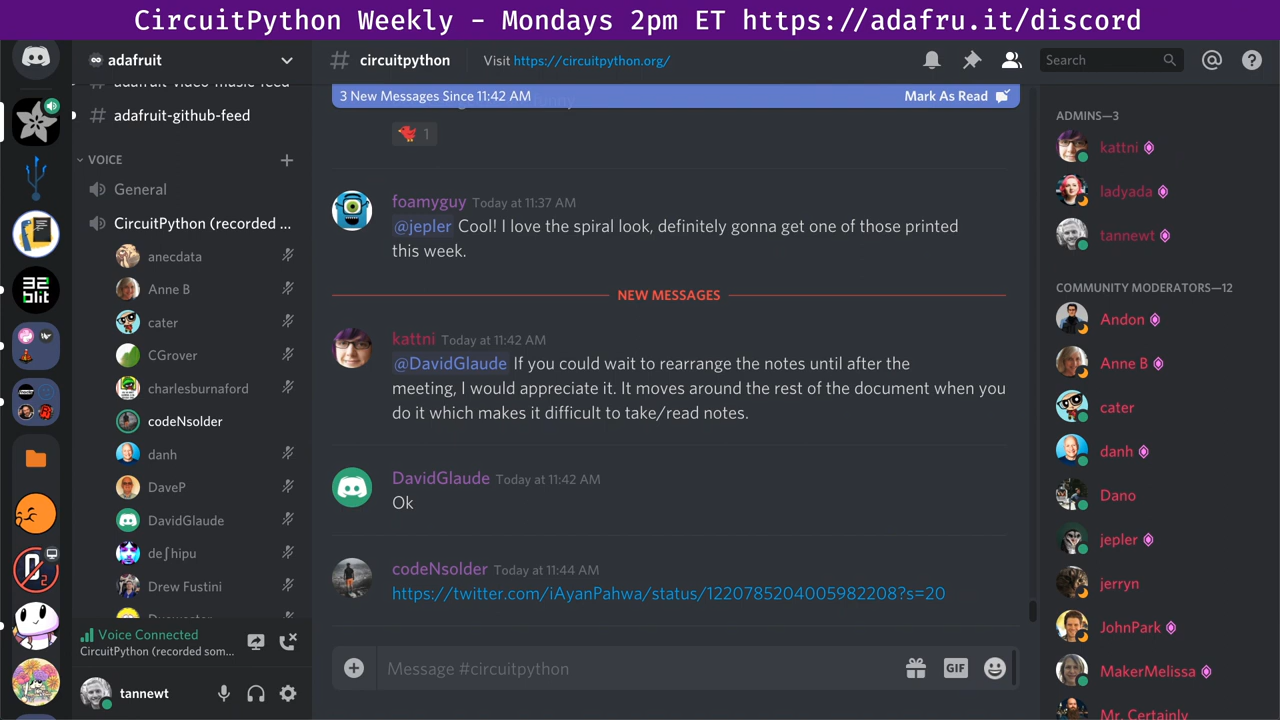 CircuitPython Weekly - Mondays 2pm ET https://adafru.it/discord
adafruit
# circuitpython
Visit https://circuitpython.org/
Search
adafruit-video-music-feed
# adafruit-github-feed
VOICE
General
CircuitPython (recorded ...
anecdata
Anne B
cater
CGrover
charlesburnaford
codeNsolder
danh
DaveP
DavidGlaude
de∫hipu
Drew Fustini
Voice Connected
CircuitPython (recorded som...
tannewt
3 New Messages Since 11:42 AM
Mark As Read
1
foamyguy Today at 11:37 AM
@jepler Cool! I love the spiral look, definitely gonna get one of those printed
this week.
NEW MESSAGES
kattni Today at 11:42 AM
@DavidGlaude If you could wait to rearrange the notes until after the
meeting, I would appreciate it. It moves around the rest of the document when you
do it which makes it difficult to take/read notes.
DavidGlaude Today at 11:42 AM
Ok
codeNsolder Today at 11:44 AM
https://twitter.com/iAyanPahwa/status/1220785204005982208?s=20
Message #circuitpython
GIF
ADMINS—3
kattni
ladyada
tannewt
COMMUNITY MODERATORS—12
Andon
Anne B
cater
danh
Dano
jepler
jerryn
JohnPark
MakerMelissa
Mr. Certainly
32
blit